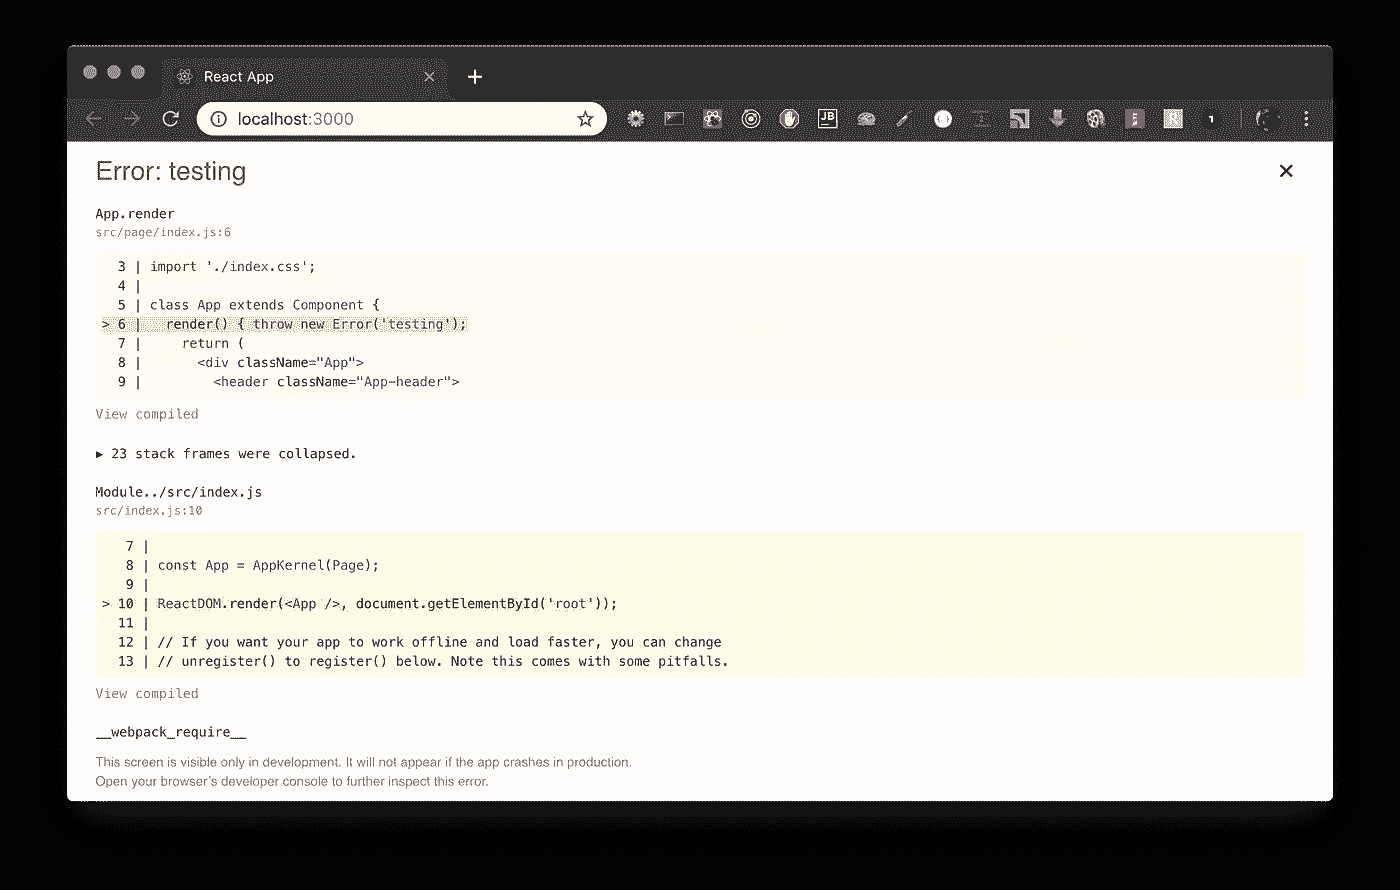 React App
localhost:3000
JB
R
1
Error: testing
App.render
src/page/index.js:6
3 | import './index.css';
4 |
5 | class App extends Component {
> 6 |   render() { throw new Error('testing');
7 |     return (
8 |       <div className="App">
9 |         <header className="App-header">
View compiled
▶ 23 stack frames were collapsed.
Module../src/index.js
src/index.js:10
7 |
8 | const App = AppKernel(Page);
9 |
> 10 | ReactDOM.render(<App />, document.getElementById('root'));
11 |
12 | // If you want your app to work offline and load faster, you can change
13 | // unregister() to register() below. Note this comes with some pitfalls.
View compiled
__webpack_require__
This screen is visible only in development. It will not appear if the app crashes in production.
Open your browser's developer console to further inspect this error.